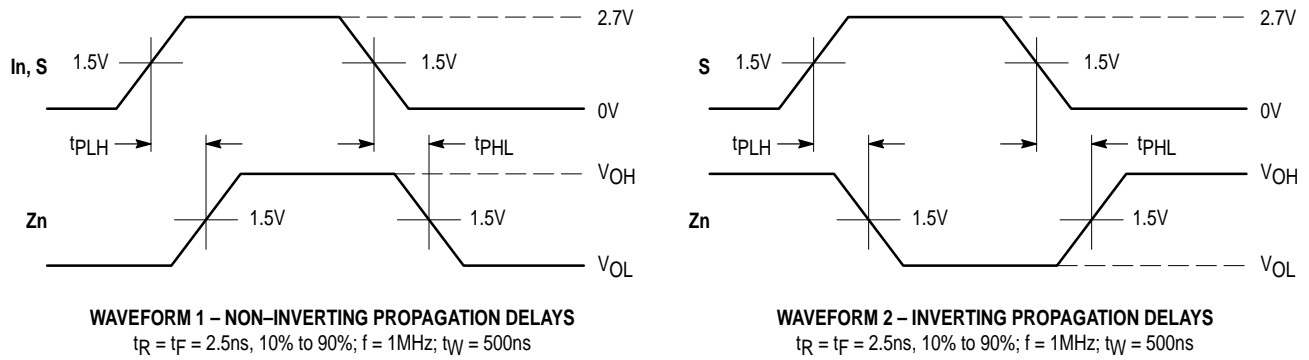 2.7V
In, S
1.5V
1.5V
0V
tPLH
tPHL
VOH
Zn
1.5V
1.5V
VOL
WAVEFORM 1 – NON–INVERTING PROPAGATION DELAYS
tR = tF = 2.5ns, 10% to 90%; f = 1MHz; tW = 500ns
2.7V
S
1.5V
1.5V
0V
tPLH
tPHL
VOH
Zn
1.5V
1.5V
VOL
WAVEFORM 2 – INVERTING PROPAGATION DELAYS
tR = tF = 2.5ns, 10% to 90%; f = 1MHz; tW = 500ns